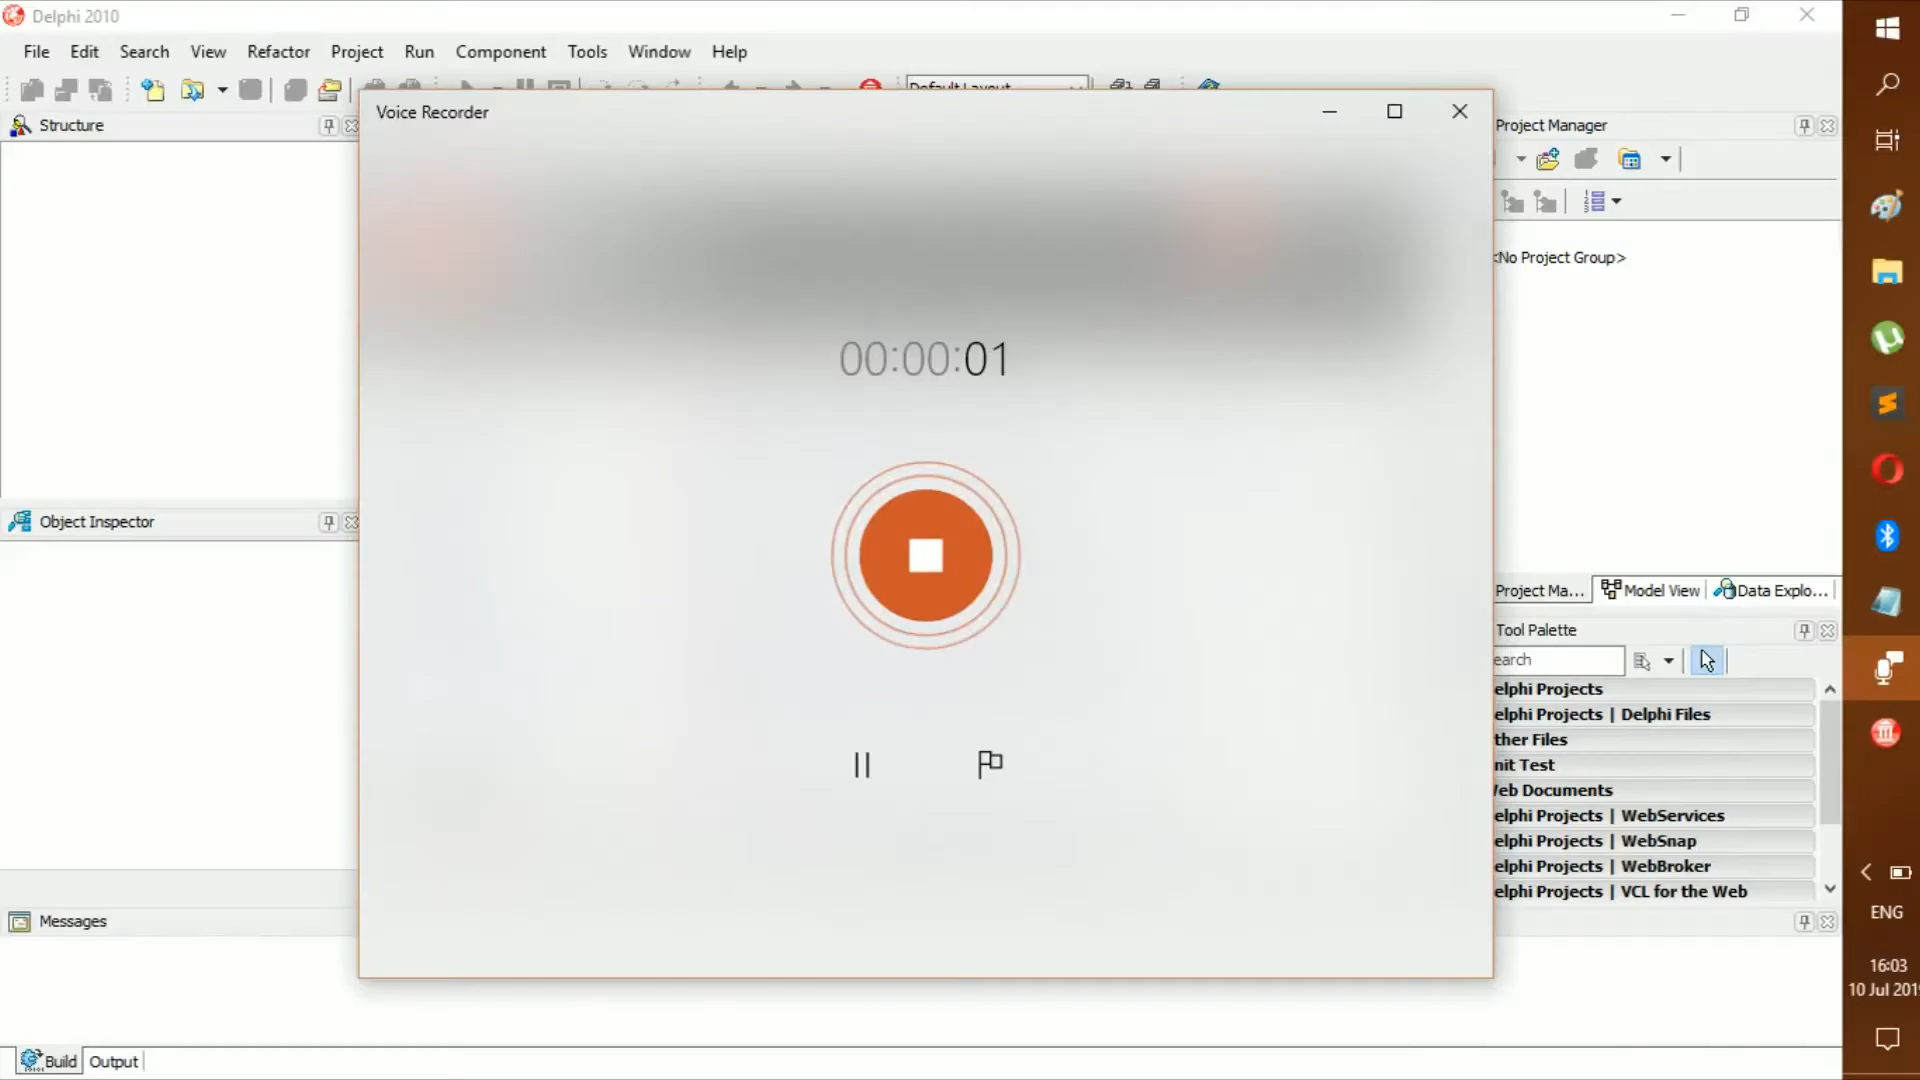 Delphi 2010
File Edit Search View Refactor Project Run Component Tools Window Help
Default Layout
Structure
Voice Recorder
Project Manager
<No Project Group>
00:00:01
Object Inspector
Project Ma... Model View Data Explo...
Tool Palette
earch
elphi Projects
elphi Projects | Delphi Files
ther Files
nit Test
eb Documents
elphi Projects | WebServices
elphi Projects | WebSnap
elphi Projects | WebBroker
elphi Projects | VCL for the Web
Messages
Build Output
ENG
16:03
10 Jul 201